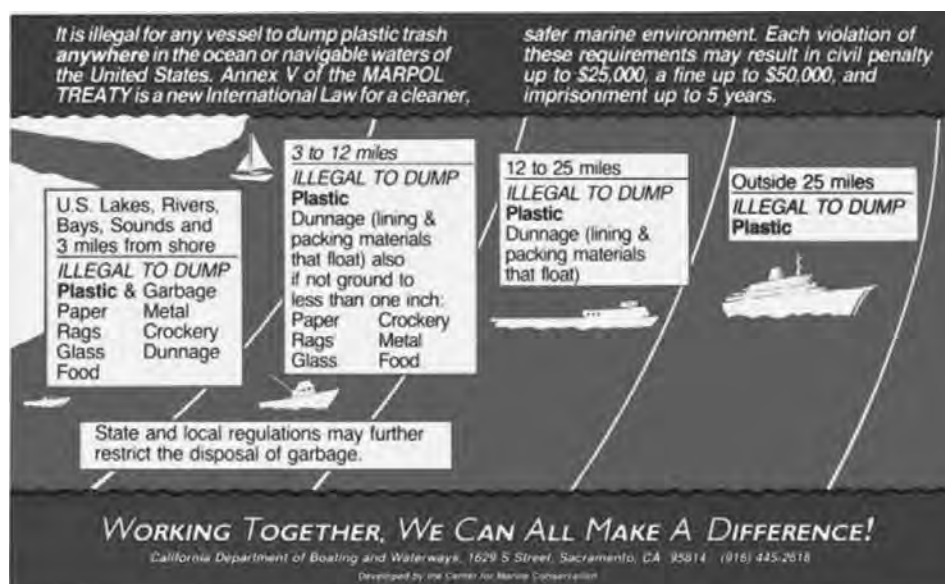 It is illegal for any vessel to dump plastic trash
anywhere in the ocean or navigable waters of
the United States. Annex V of the MARPOL
TREATY is a new International Law for a cleaner,
safer marine environment. Each violation of
these requirements may result in civil penalty
up to $25,000, a fine up to $50,000, and
imprisonment up to 5 years.
U.S. Lakes, Rivers,
Bays, Sounds and
3 miles from shore
ILLEGAL TO DUMP
Plastic & Garbage
Paper Metal
Rags Crockery
Glass Dunnage
Food
3 to 12 miles
ILLEGAL TO DUMP
Plastic
Dunnage (lining &
packing materials
that float) also
if not ground to
less than one inch:
Paper Crockery
Rags Metal
Glass Food
12 to 25 miles
ILLEGAL TO DUMP
Plastic
Dunnage (lining &
packing materials
that float)
Outside 25 miles
ILLEGAL TO DUMP
Plastic
State and local regulations may further
restrict the disposal of garbage.
WORKING TOGETHER, WE CAN ALL MAKE A DIFFERENCE!
California Department of Boating and Waterways, 1629 S Street, Sacramento, CA 95814 (916) 445-2616
Developed by the Center for Marine Conservation